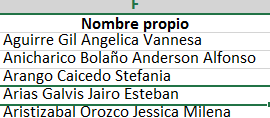 F
Nombre propio
Aguirre Gil Angelica Vannesa
Anicharico Bolaño Anderson Alfonso
Arango Caicedo Stefania
Arias Galvis Jairo Esteban
Aristizabal Orozco Jessica Milena